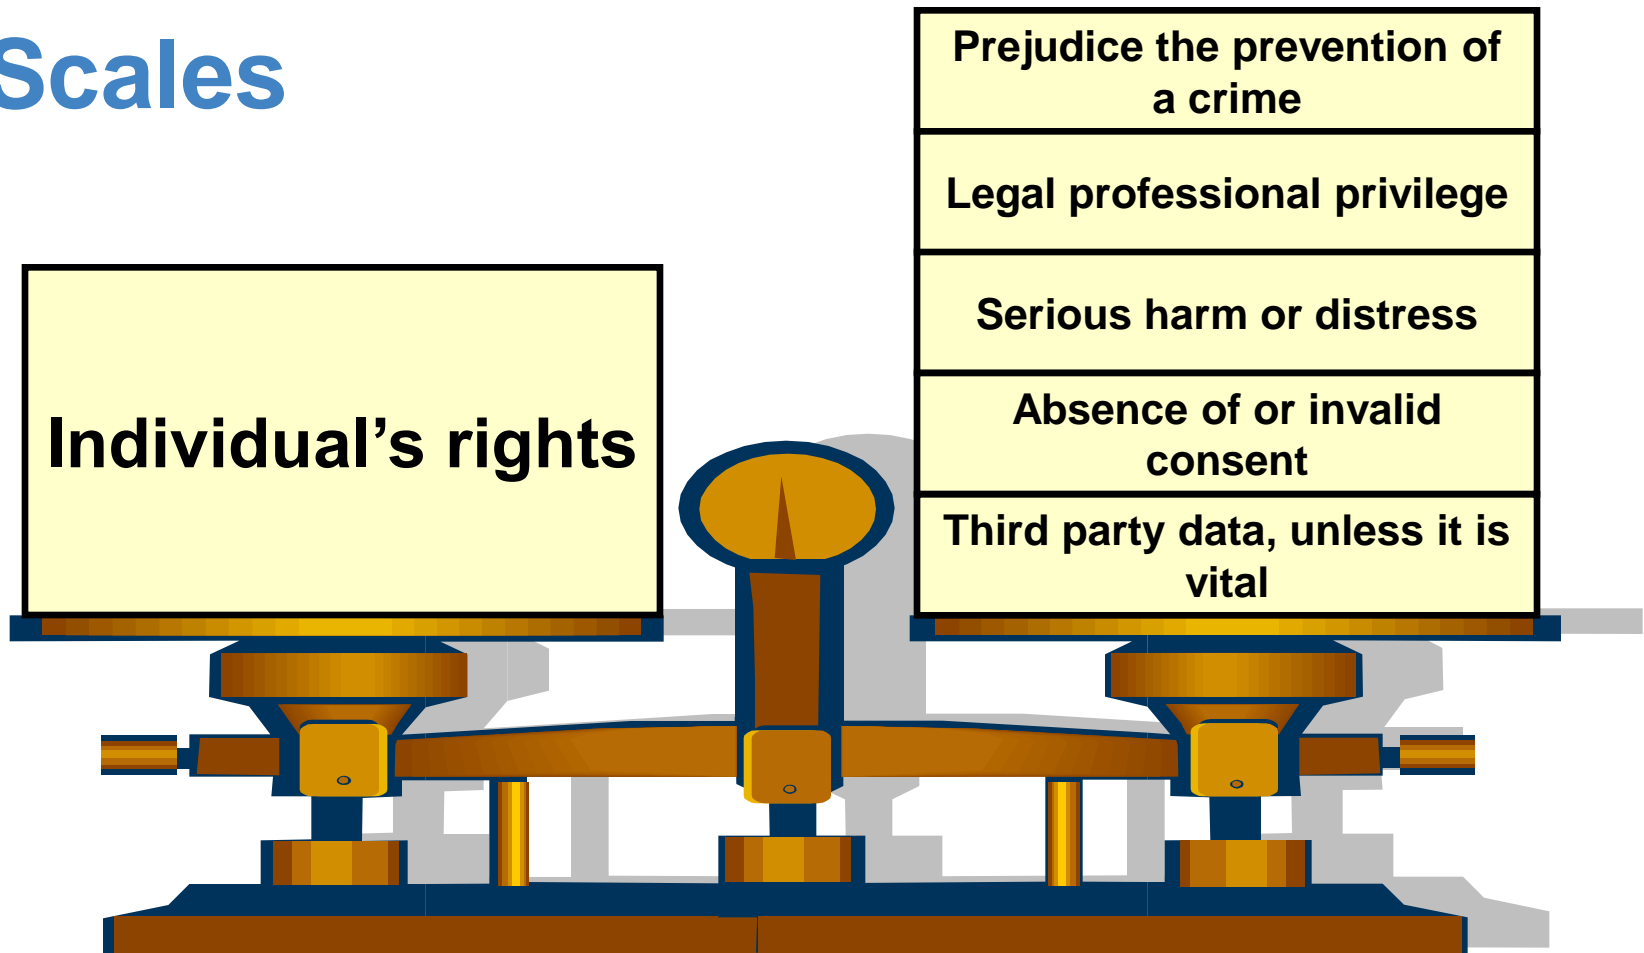 Scales
Individual’s rights
Prejudice the prevention of
a crime
Legal professional privilege
Serious harm or distress
Absence of or invalid
consent
Third party data, unless it is
vital